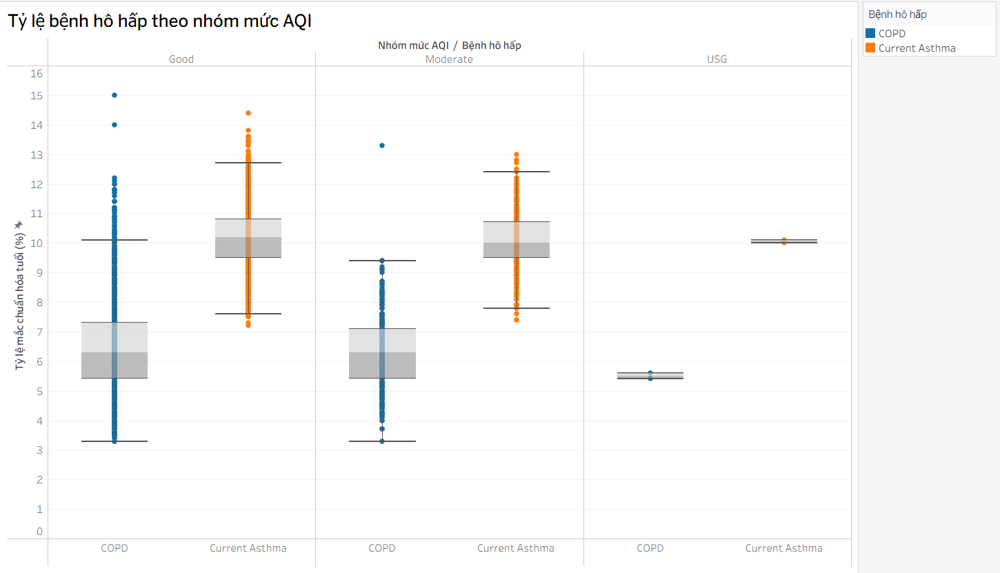 Tỷ lệ bệnh hô hấp theo nhóm mức AQI
Bệnh hô hấp
COPD
Current Asthma
Nhóm mức AQI / Bệnh hô hấp
Good
Moderate
USG
Tỷ lệ mắc chuẩn hóa tuổi (%)
16
15
14
13
12
11
10
9
8
7
6
5
4
3
2
1
0
COPD
Current Asthma
COPD
Current Asthma
COPD
Current Asthma